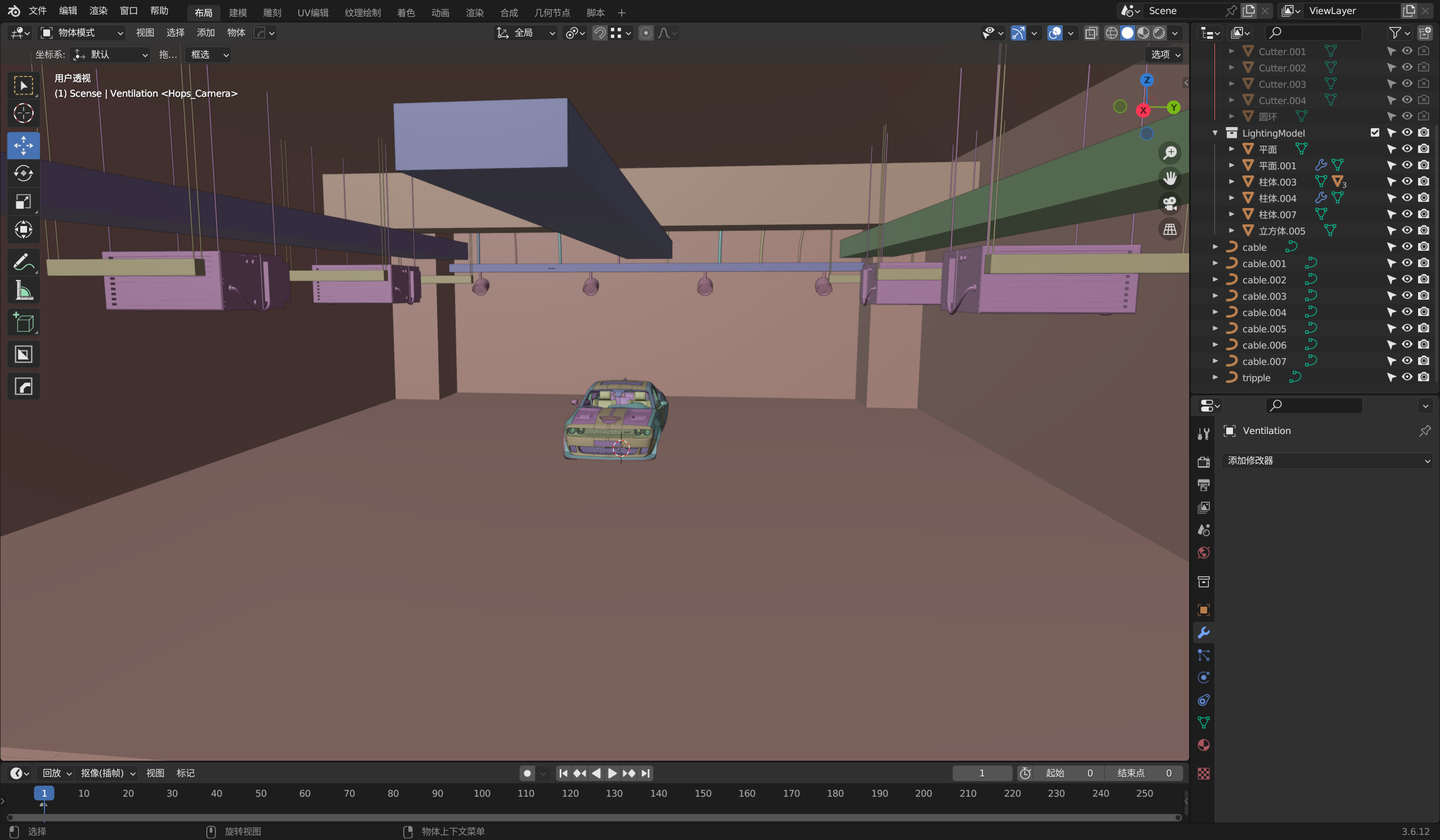 文件 编辑 渲染 窗口 帮助 布局 建模 雕刻 UV编辑 纹理绘制 着色 动画 渲染 合成 几何节点 脚本 + Scene ViewLayer
物体模式 视图 选择 添加 物体 全局
坐标系: 默认 拖... 框选 选项
用户透视
(1) Scense | Ventilation <Hops_Camera>
Z
Y
X
Cutter.001
Cutter.002
Cutter.003
Cutter.004
圆环
LightingModel
平面
平面.001
柱体.003 3
柱体.004
柱体.007
立方体.005
cable
cable.001
cable.002
cable.003
cable.004
cable.005
cable.006
cable.007
tripple
Ventilation
添加修改器
回放 抠像(插帧) 视图 标记 1 起始 0 结束点 0
1 10 20 30 40 50 60 70 80 90 100 110 120 130 140 150 160 170 180 190 200 210 220 230 240 250
选择 旋转视图 物体上下文菜单 3.6.12